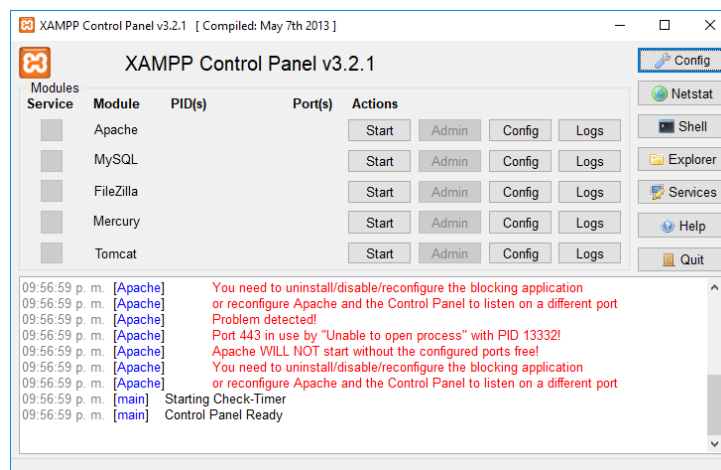 XAMPP Control Panel v3.2.1 [ Compiled: May 7th 2013 ]
XAMPP Control Panel v3.2.1
Config
Modules
Service Module PID(s) Port(s) Actions
Netstat
Apache Start Admin Config Logs
Shell
MySQL Start Admin Config Logs
Explorer
FileZilla Start Admin Config Logs
Services
Mercury Start Admin Config Logs
Help
Tomcat Start Admin Config Logs
Quit
09:56:59 p. m. [Apache] You need to uninstall/disable/reconfigure the blocking application
09:56:59 p. m. [Apache] or reconfigure Apache and the Control Panel to listen on a different port
09:56:59 p. m. [Apache] Problem detected!
09:56:59 p. m. [Apache] Port 443 in use by "Unable to open process" with PID 13332!
09:56:59 p. m. [Apache] Apache WILL NOT start without the configured ports free!
09:56:59 p. m. [Apache] You need to uninstall/disable/reconfigure the blocking application
09:56:59 p. m. [Apache] or reconfigure Apache and the Control Panel to listen on a different port
09:56:59 p. m. [main] Starting Check-Timer
09:56:59 p. m. [main] Control Panel Ready